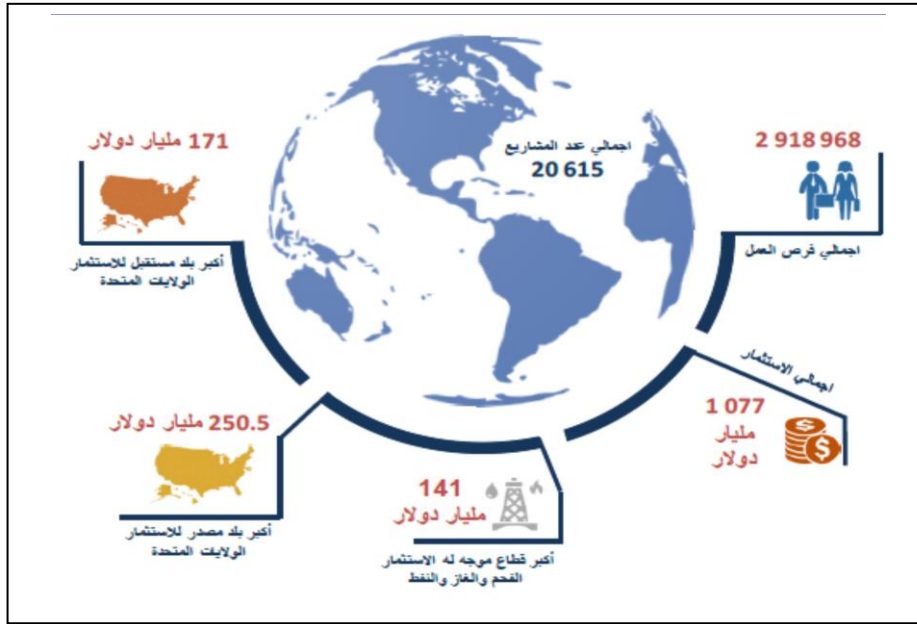 اجمالي عدد المشاريع
20 615
2 918 968
اجمالي فرص العمل
اجمالي الاستثمار
1 077
مليار
دولار
141
مليار دولار
أكبر قطاع موجه له الاستثمار
الفحم والغاز والنفط
250.5 مليار دولار
أكبر بلد مصدر للاستثمار
الولايات المتحدة
171 مليار دولار
أكبر بلد مستقبل للاستثمار
الولايات المتحدة